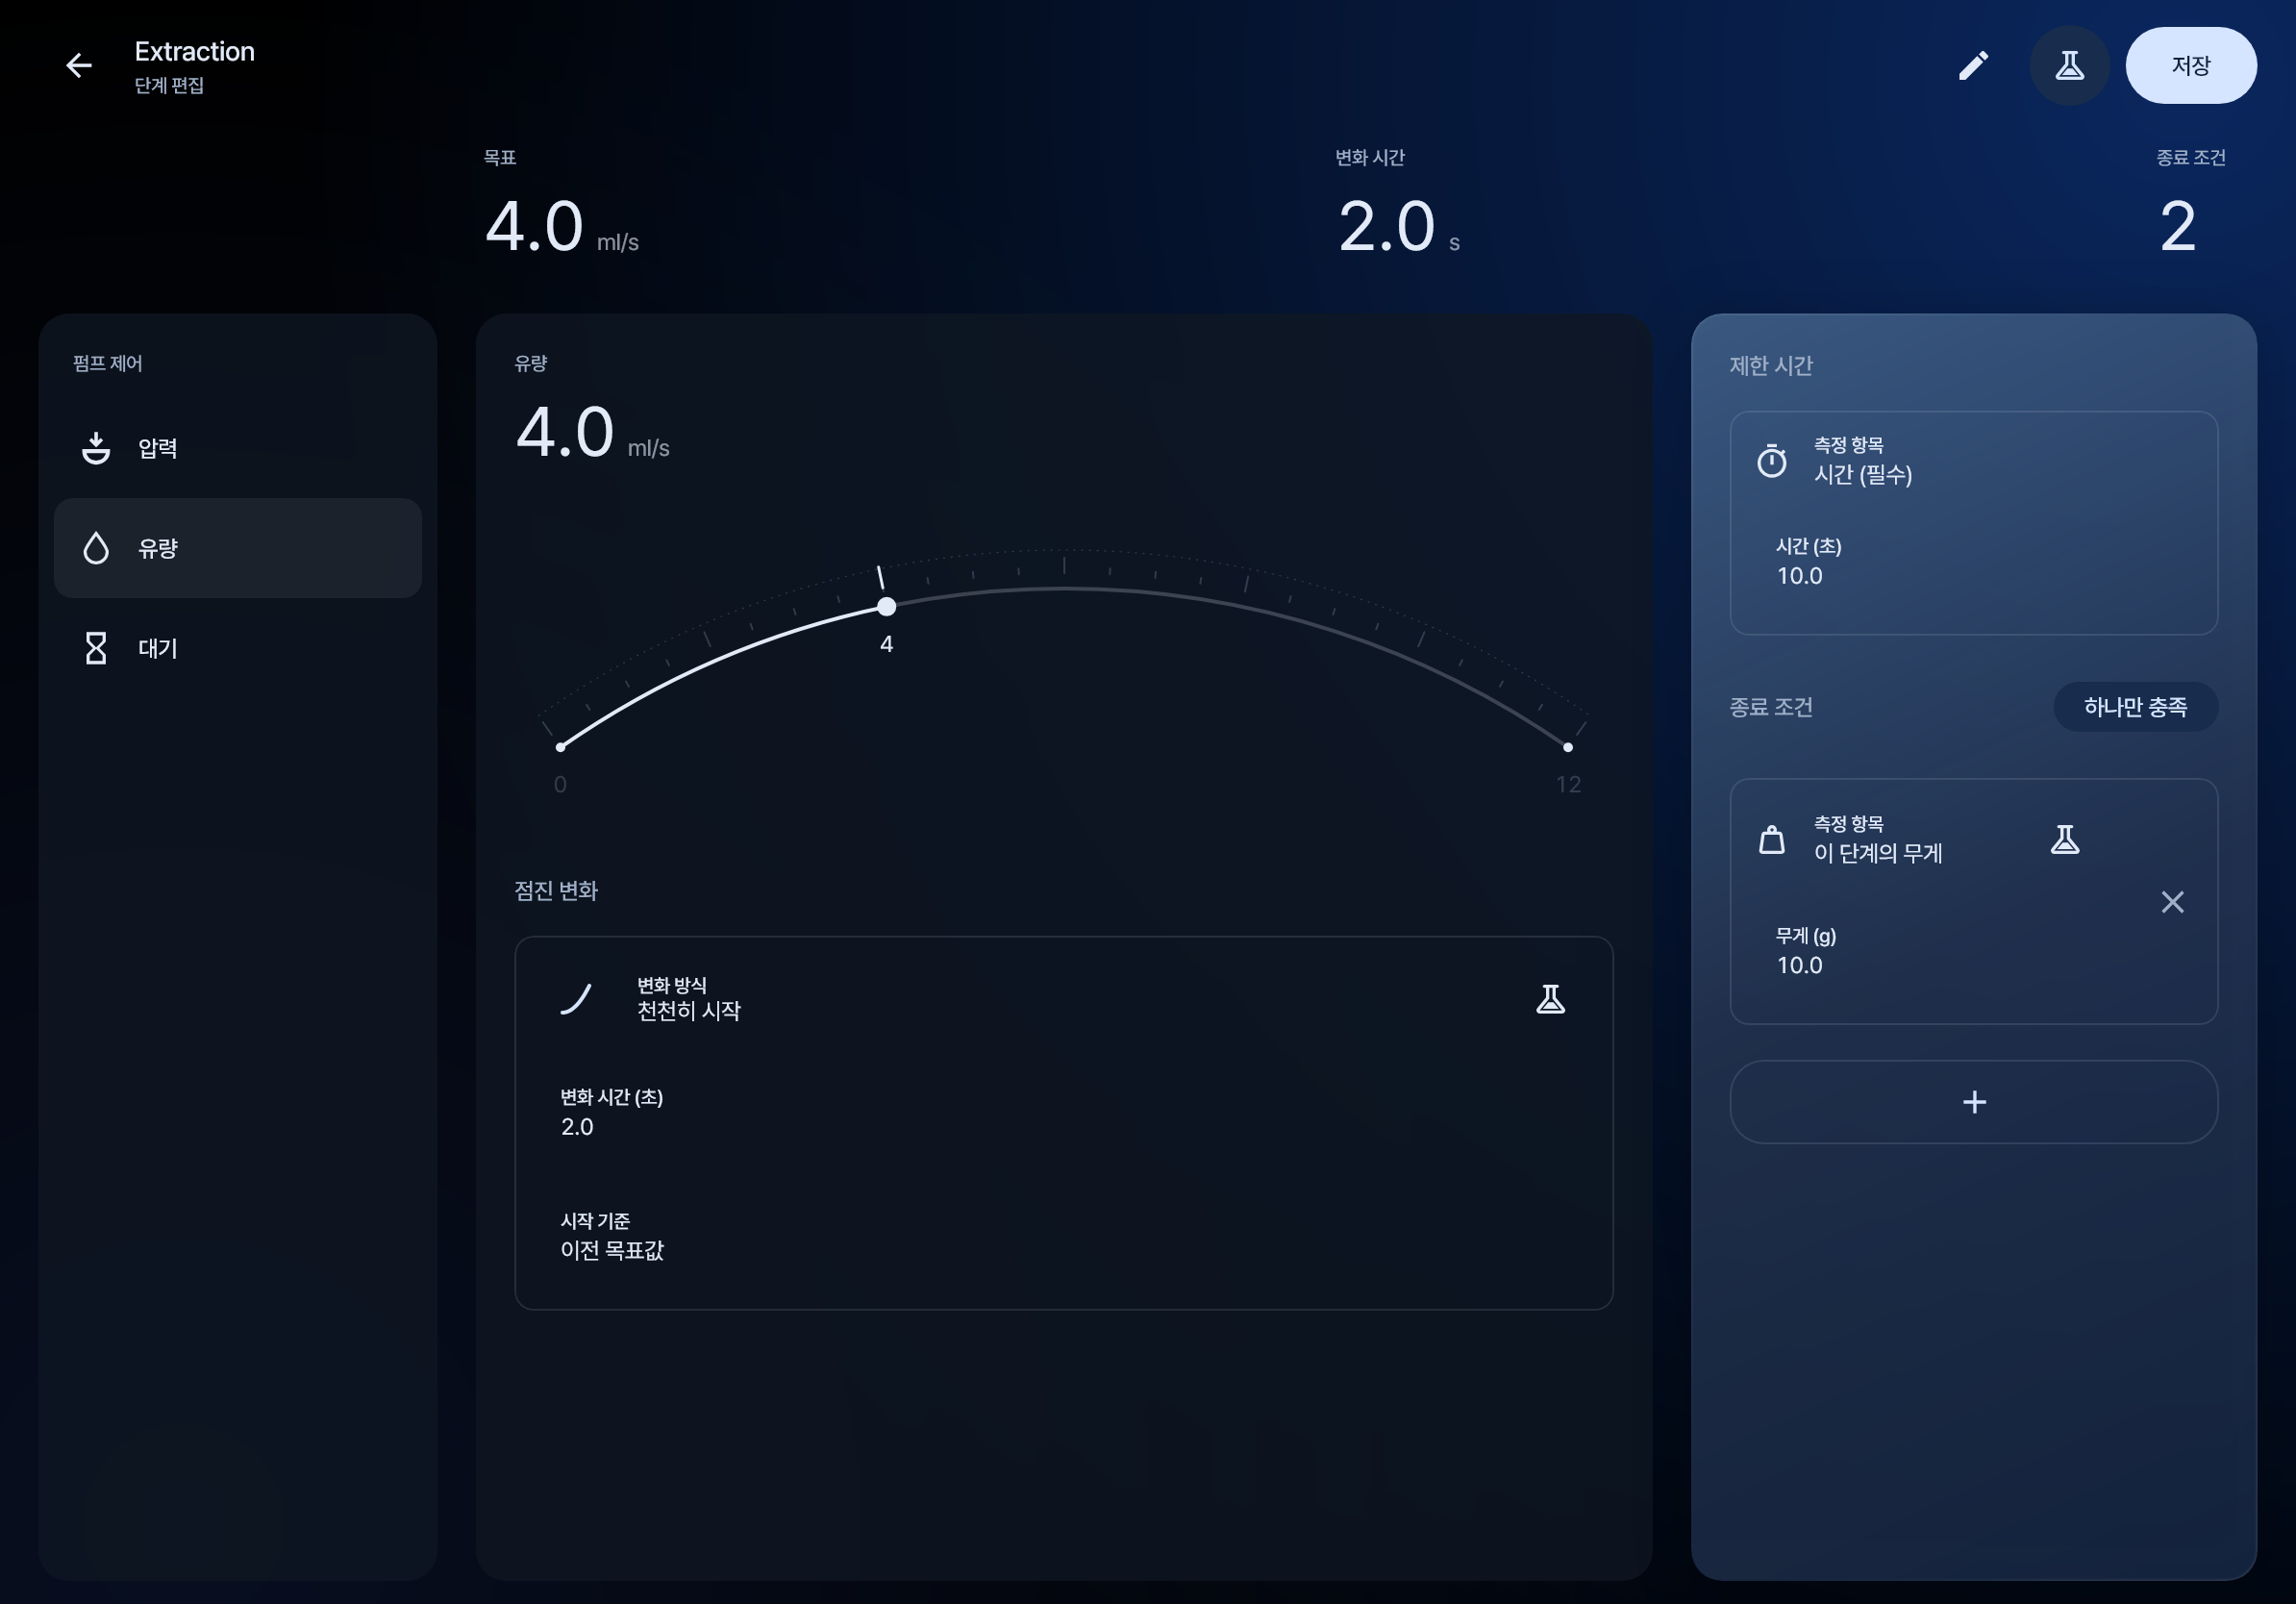 Extraction
단계 편집
저장
목표
4.0 ml/s
변화 시간
2.0 s
종료 조건
2
펌프 제어
압력
유량
대기
유량
4.0 ml/s
4
0
12
점진 변화
변화 방식
천천히 시작
변화 시간 (초)
2.0
시작 기준
이전 목표값
제한 시간
측정 항목
시간 (필수)
시간 (초)
10.0
종료 조건
하나만 충족
측정 항목
이 단계의 무게
무게 (g)
10.0